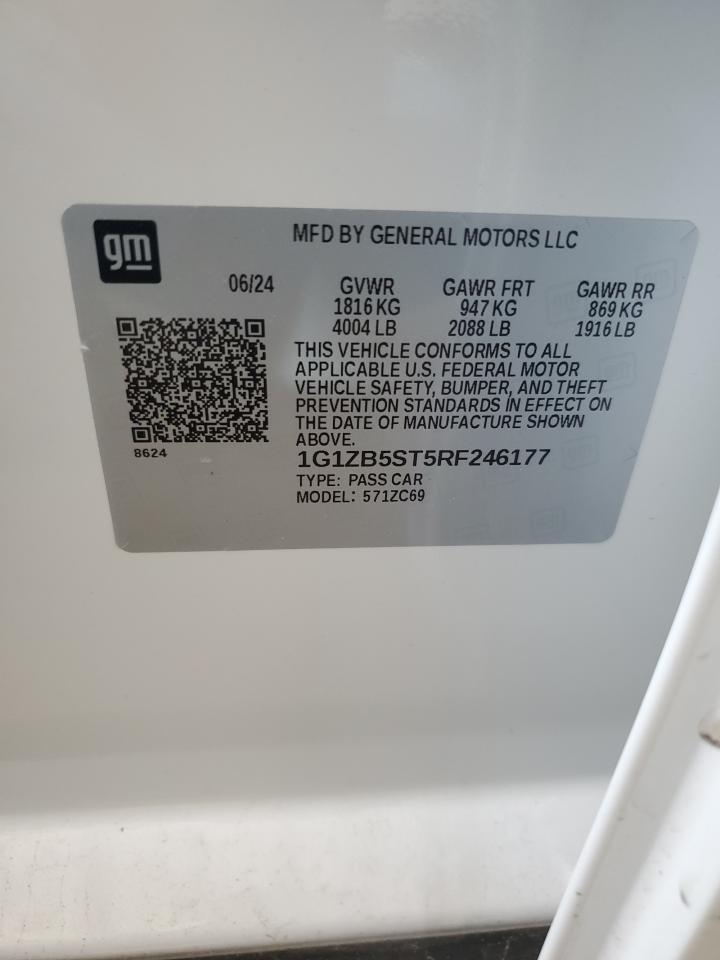 gm
MFD BY GENERAL MOTORS LLC
06/24
GVWR
1816 KG
4004 LB
GAWR FRT
947 KG
2088 LB
GAWR RR
869 KG
1916 LB
THIS VEHICLE CONFORMS TO ALL
APPLICABLE U.S. FEDERAL MOTOR
VEHICLE SAFETY, BUMPER, AND THEFT
PREVENTION STANDARDS IN EFFECT ON
THE DATE OF MANUFACTURE SHOWN
ABOVE.
8624
1G1ZB5ST5RF246177
TYPE: PASS CAR
MODEL: 571ZC69